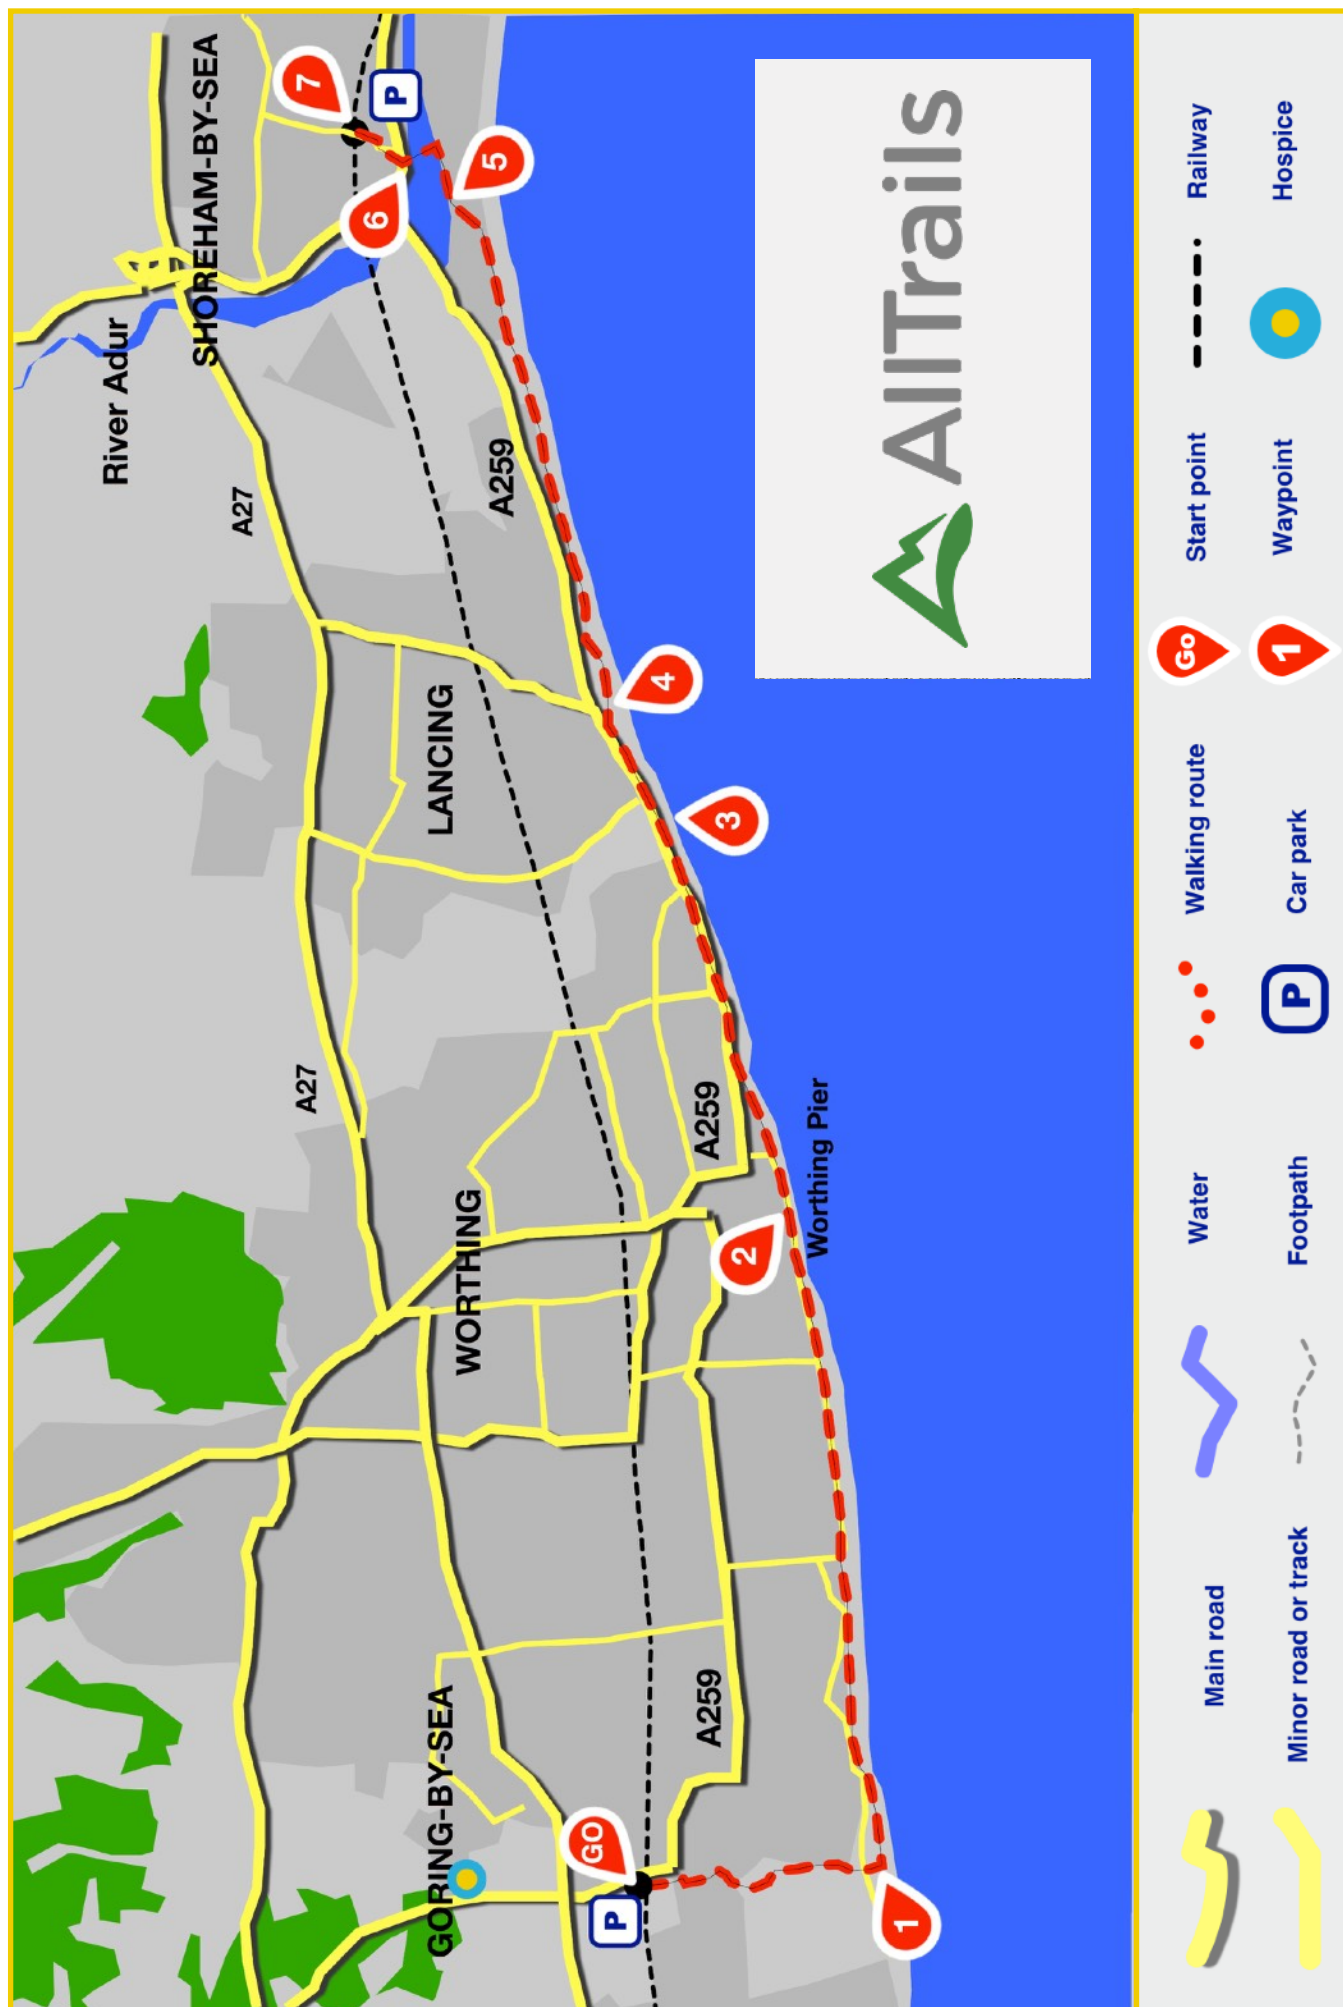 SHOREHAM-BY-SEA
River Adur
A27
A259
LANCING
A27
WORTHING
A259
Worthing Pier
GORING-BY-SEA
A259
GO
1
2
3
4
5
6
7
P
P
AllTrails
Main road
Water
Walking route
Go
Start point
Railway
Minor road or track
Footpath
P
Car park
1
Waypoint
Hospice